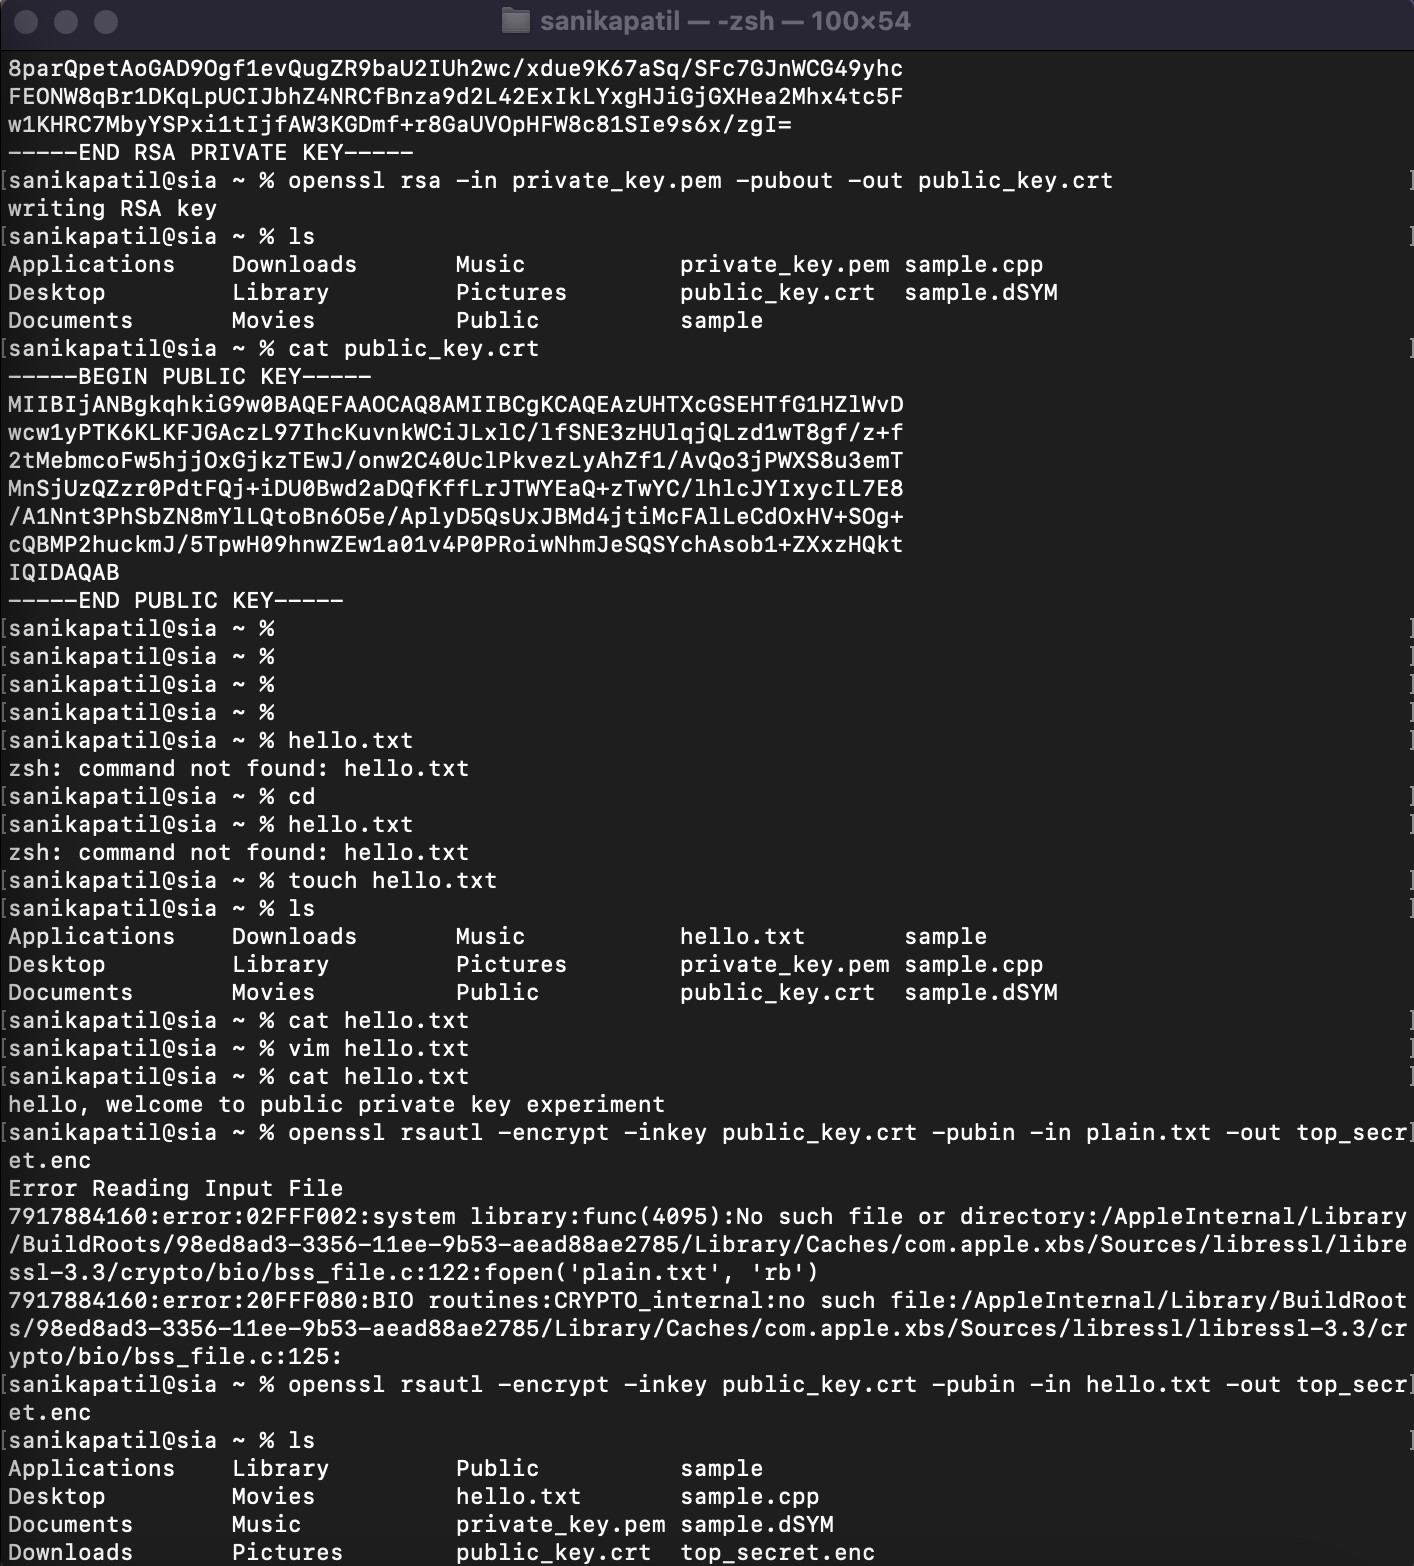 sanikapatil — -zsh — 100×54
8parQpetAoGAD9Ogf1evQugZR9baU2IUh2wc/xdue9K67aSq/SFc7GJnWCG49yhc
FEONW8qBr1DKqLpUCIJbhZ4NRCfBnza9d2L42ExIkLYxgHJiGjGXHea2Mhx4tc5F
w1KHRC7MbyYSPxi1tIjfAW3KGDmf+r8GaUVOpHFW8c81SIe9s6x/zgI=
-----END RSA PRIVATE KEY-----
[sanikapatil@sia ~ % openssl rsa -in private_key.pem -pubout -out public_key.crt ]
writing RSA key
[sanikapatil@sia ~ % ls ]
Applications Downloads Music private_key.pem sample.cpp
Desktop Library Pictures public_key.crt sample.dSYM
Documents Movies Public sample
[sanikapatil@sia ~ % cat public_key.crt ]
-----BEGIN PUBLIC KEY-----
MIIBIjANBgkqhkiG9w0BAQEFAAOCAQ8AMIIBCgKCAQEAzUHTXcGSEHTfG1HZlWvD
wcw1yPTK6KLKFJGAczL97IhcKuvnkWCiJLxlC/lfSNE3zHUlqjQLzd1wT8gf/z+f
2tMebmcoFw5hjjOxGjkzTEwJ/onw2C40UclPkvezLyAhZf1/AvQo3jPWXS8u3emT
MnSjUzQZzr0PdtFQj+iDU0Bwd2aDQfKffLrJTWYEaQ+zTwYC/lhlcJYIxycIL7E8
/A1Nnt3PhSbZN8mYlLQtoBn6O5e/AplyD5QsUxJBMd4jtiMcFAlLeCdOxHV+SOg+
cQBMP2huckmJ/5TpwH09hnwZEw1a01v4P0PRoiwNhmJeSQSYchAsob1+ZXxzHQkt
IQIDAQAB
-----END PUBLIC KEY-----
[sanikapatil@sia ~ % ]
[sanikapatil@sia ~ % ]
[sanikapatil@sia ~ % ]
[sanikapatil@sia ~ % ]
[sanikapatil@sia ~ % hello.txt ]
zsh: command not found: hello.txt
[sanikapatil@sia ~ % cd ]
[sanikapatil@sia ~ % hello.txt ]
zsh: command not found: hello.txt
[sanikapatil@sia ~ % touch hello.txt ]
[sanikapatil@sia ~ % ls ]
Applications Downloads Music hello.txt sample
Desktop Library Pictures private_key.pem sample.cpp
Documents Movies Public public_key.crt sample.dSYM
[sanikapatil@sia ~ % cat hello.txt ]
[sanikapatil@sia ~ % vim hello.txt ]
[sanikapatil@sia ~ % cat hello.txt ]
hello, welcome to public private key experiment
[sanikapatil@sia ~ % openssl rsautl -encrypt -inkey public_key.crt -pubin -in plain.txt -out top_secr]
et.enc
Error Reading Input File
7917884160:error:02FFF002:system library:func(4095):No such file or directory:/AppleInternal/Library
/BuildRoots/98ed8ad3-3356-11ee-9b53-aead88ae2785/Library/Caches/com.apple.xbs/Sources/libressl/libre
ssl-3.3/crypto/bio/bss_file.c:122:fopen('plain.txt', 'rb')
7917884160:error:20FFF080:BIO routines:CRYPTO_internal:no such file:/AppleInternal/Library/BuildRoot
s/98ed8ad3-3356-11ee-9b53-aead88ae2785/Library/Caches/com.apple.xbs/Sources/libressl/libressl-3.3/cr
ypto/bio/bss_file.c:125:
[sanikapatil@sia ~ % openssl rsautl -encrypt -inkey public_key.crt -pubin -in hello.txt -out top_secr]
et.enc
[sanikapatil@sia ~ % ls ]
Applications Library Public sample
Desktop Movies hello.txt sample.cpp
Documents Music private_key.pem sample.dSYM
Downloads Pictures public_key.crt top_secret.enc